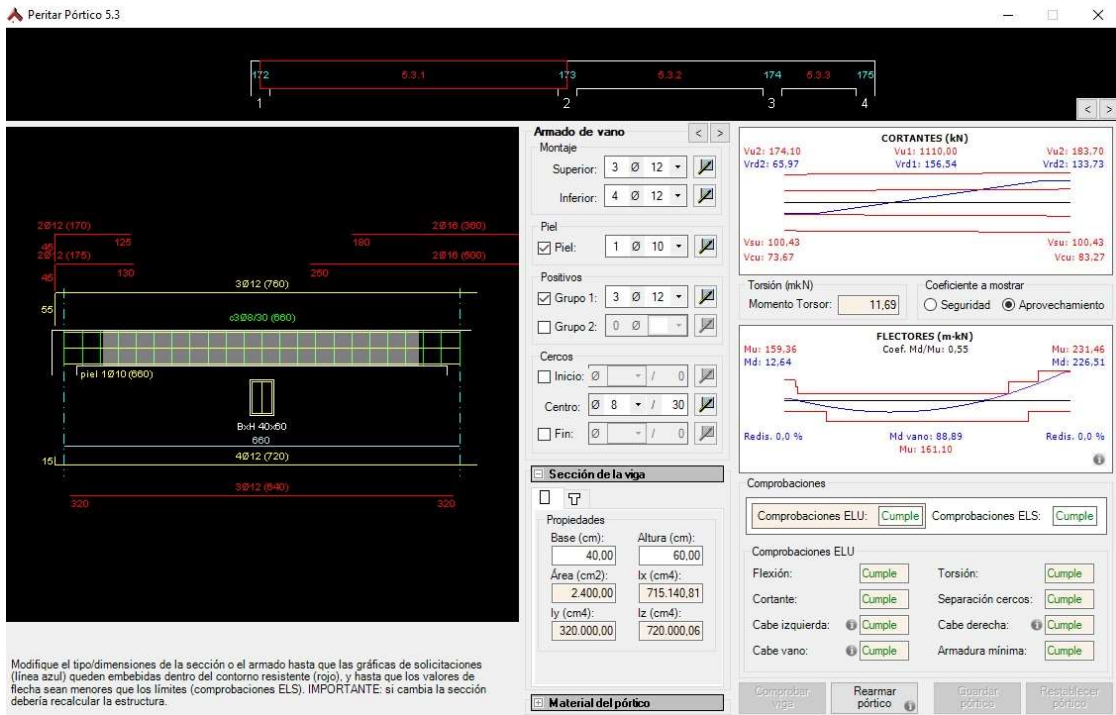 Peritar Pórtico 5.3
172 6.3.1 173 6.3.2 174 6.3.3 175
1 2 3 4
< >
2Ø12 (170) 2Ø16 (360)
45 125 180
2Ø12 (175) 2Ø16 (500)
45 130 250
3Ø12 (760)
55
c3Ø8/30 (660)
piel 1Ø10 (660)
BxH 40x60
660
4Ø12 (720)
15
3Ø12 (640)
320 320
Modifique el tipo/dimensiones de la sección o el armado hasta que las gráficas de solicitaciones
(línea azul) queden embebidas dentro del contorno resistente (rojo), y hasta que los valores de
flecha sean menores que los límites (comprobaciones ELS). IMPORTANTE: si cambia la sección
debería recalcular la estructura.
Armado de vano < >
Montaje
Superior: 3 Ø 12
Inferior: 4 Ø 12
Piel
Piel: 1 Ø 10
Positivos
Grupo 1: 3 Ø 12
Grupo 2: 0 Ø
Cercos
Inicio: Ø / 0
Centro: Ø 8 / 30
Fin: Ø / 0
Sección de la viga
Propiedades
Base (cm): Altura (cm):
40,00 60,00
Área (cm2): Ix (cm4):
2.400,00 715.140,81
Iy (cm4): Iz (cm4):
320.000,00 720.000,06
Material del pórtico
CORTANTES (kN)
Vu2: 174,10 Vu1: 1110,00 Vu2: 183,70
Vrd2: 65,97 Vrd1: 156,54 Vrd2: 133,73
Vsu: 100,43 Vsu: 100,43
Vcu: 73,67 Vcu: 83,27
Torsión (mkN)
Momento Torsor: 11,69
Coeficiente a mostrar
Seguridad Aprovechamiento
FLECTORES (m·kN)
Mu: 159,36 Coef. Md/Mu: 0,55 Mu: 231,46
Md: 12,64 Md: 226,51
Redis. 0,0 % Md vano: 88,89 Redis. 0,0 %
Mu: 161,10
Comprobaciones
Comprobaciones ELU: Cumple Comprobaciones ELS: Cumple
Comprobaciones ELU
Flexión: Cumple Torsión: Cumple
Cortante: Cumple Separación cercos: Cumple
Cabe izquierda: Cumple Cabe derecha: Cumple
Cabe vano: Cumple Armadura mínima: Cumple
Comprobar viga
Rearmar pórtico
Guardar pórtico
Restablecer pórtico